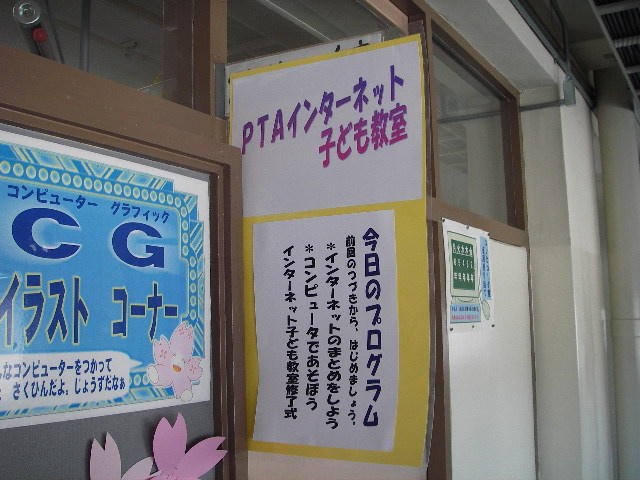 コンピューター グラフィック
CG
イラスト コーナー
なコンピューターをつかって
さくひんだよ。じょうずだなぁ
PTAインターネット
子ども教室
今日のプログラム
前回のつづきから、はじめましょう。
*インターネットのまとめをしよう
*コンピュータであそぼう
インターネット子ども教室修了式